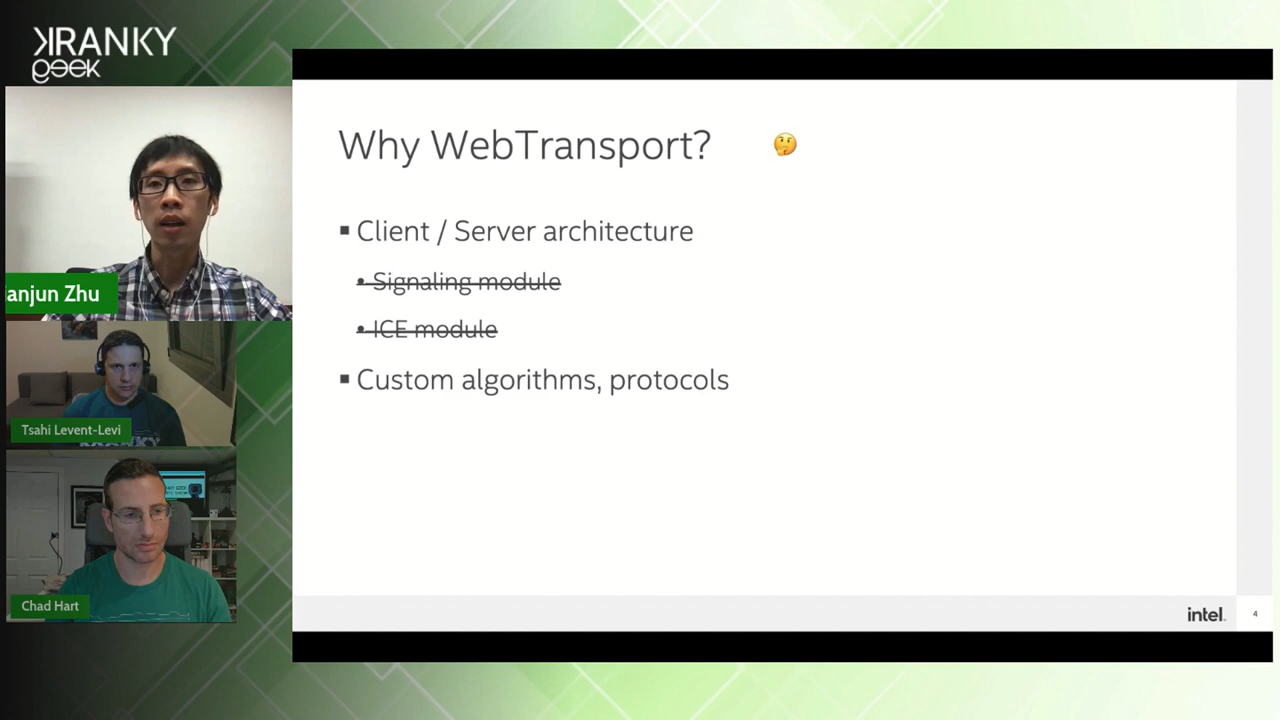 KRANKY
geek
anjun Zhu
Tsahi Levent-Levi
Chad Hart
Why WebTransport? 🤔
▪ Client / Server architecture
• Signaling module
• ICE module
▪ Custom algorithms, protocols
intel.
4